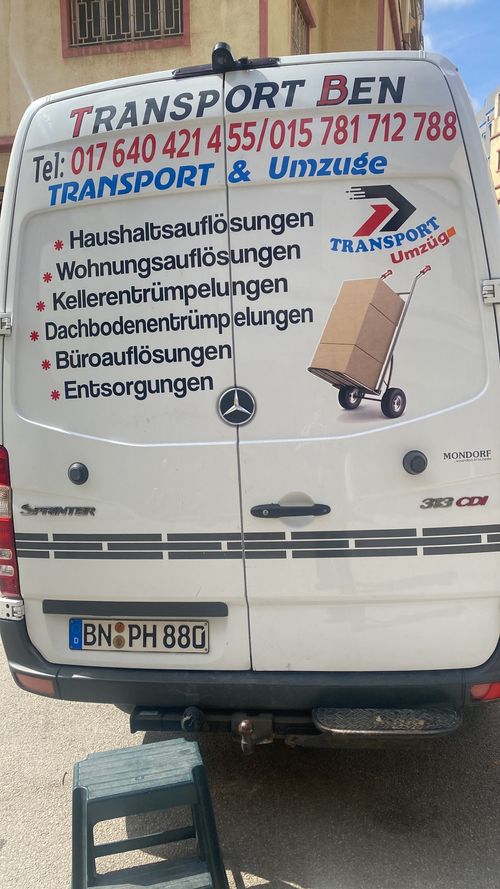 TRANSPORT BEN
Tel: 017 640 421 455/015 781 712 788
TRANSPORT & Umzuge
* Haushaltsauflösungen
* Wohnungsauflösungen
* Kellerentrümpelungen
* Dachbodenentrümpelungen
* Büroauflösungen
* Entsorgungen
TRANSPORT
Umzüg
MONDORF
SPRINTER
313 CDI
D
BN PH 880